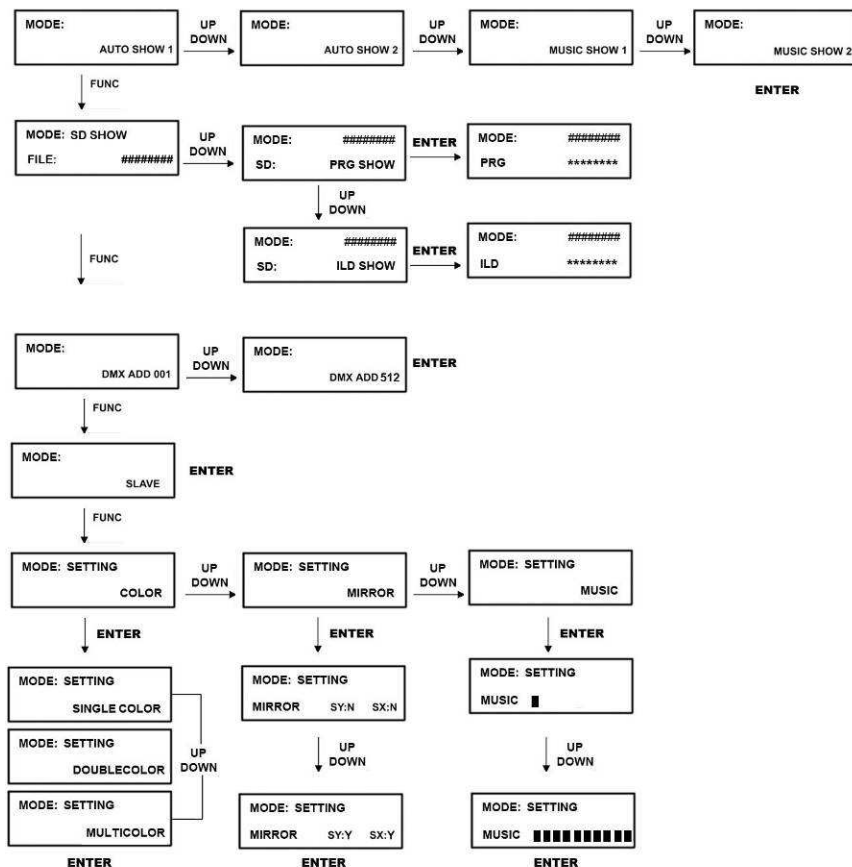 MODE:
AUTO SHOW 1
UP
DOWN
MODE:
AUTO SHOW 2
UP
DOWN
MODE:
MUSIC SHOW 1
UP
DOWN
MODE:
MUSIC SHOW 2
ENTER
FUNC
MODE: SD SHOW
FILE: ########
UP
DOWN
MODE: ########
SD: PRG SHOW
ENTER
MODE: ########
PRG ********
UP
DOWN
FUNC
MODE: ########
SD: ILD SHOW
ENTER
MODE: ########
ILD ********
MODE:
DMX ADD 001
UP
DOWN
MODE:
DMX ADD 512
ENTER
FUNC
MODE:
SLAVE
ENTER
FUNC
MODE: SETTING
COLOR
UP
DOWN
MODE: SETTING
MIRROR
UP
DOWN
MODE: SETTING
MUSIC
ENTER
ENTER
ENTER
MODE: SETTING
SINGLE COLOR
MODE: SETTING
DOUBLECOLOR
MODE: SETTING
MULTICOLOR
UP
DOWN
ENTER
MODE: SETTING
MIRROR SY:N SX:N
UP
DOWN
MODE: SETTING
MIRROR SY:Y SX:Y
ENTER
MODE: SETTING
MUSIC
UP
DOWN
MODE: SETTING
MUSIC
ENTER